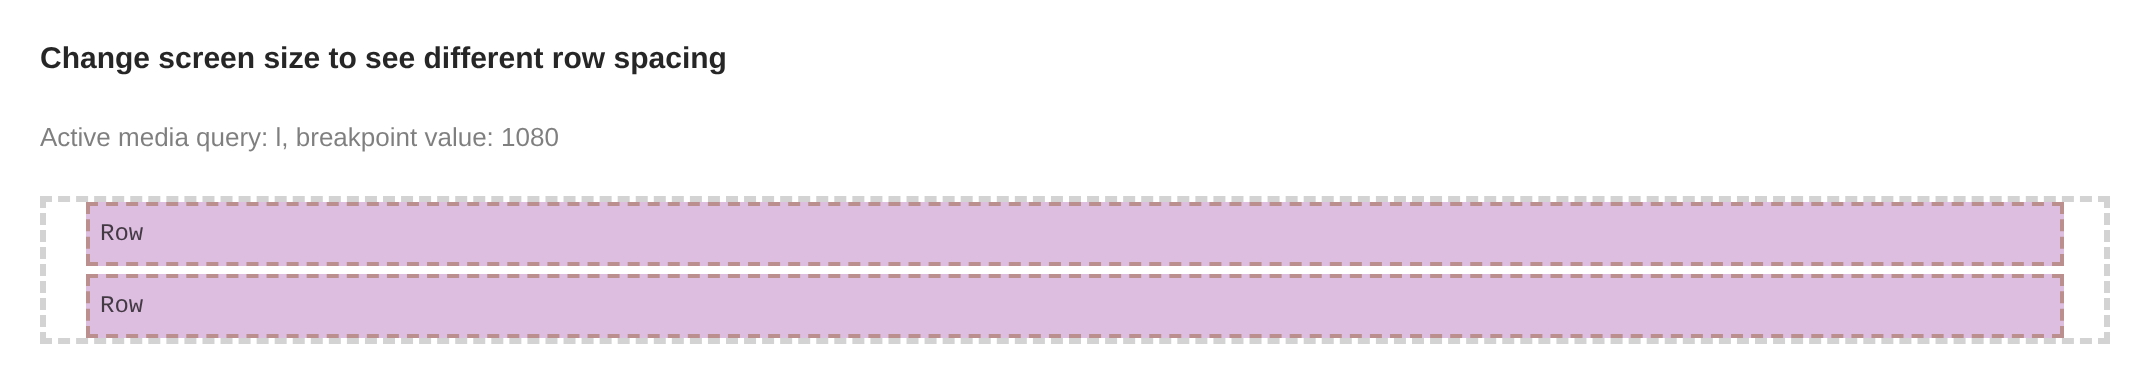 Change screen size to see different row spacing
Active media query: l, breakpoint value: 1080
Row
Row